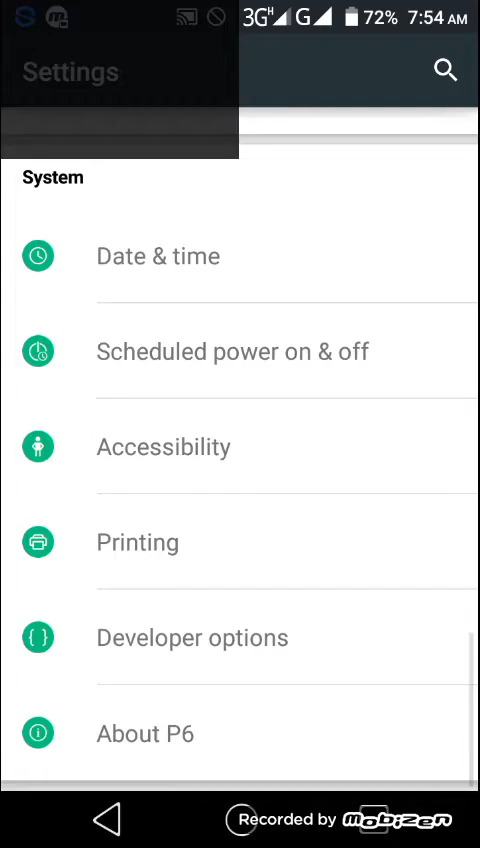 3G H G 72% 7:54 AM
Settings
System
Date & time
Scheduled power on & off
Accessibility
Printing
Developer options
About P6
Recorded by mobizen